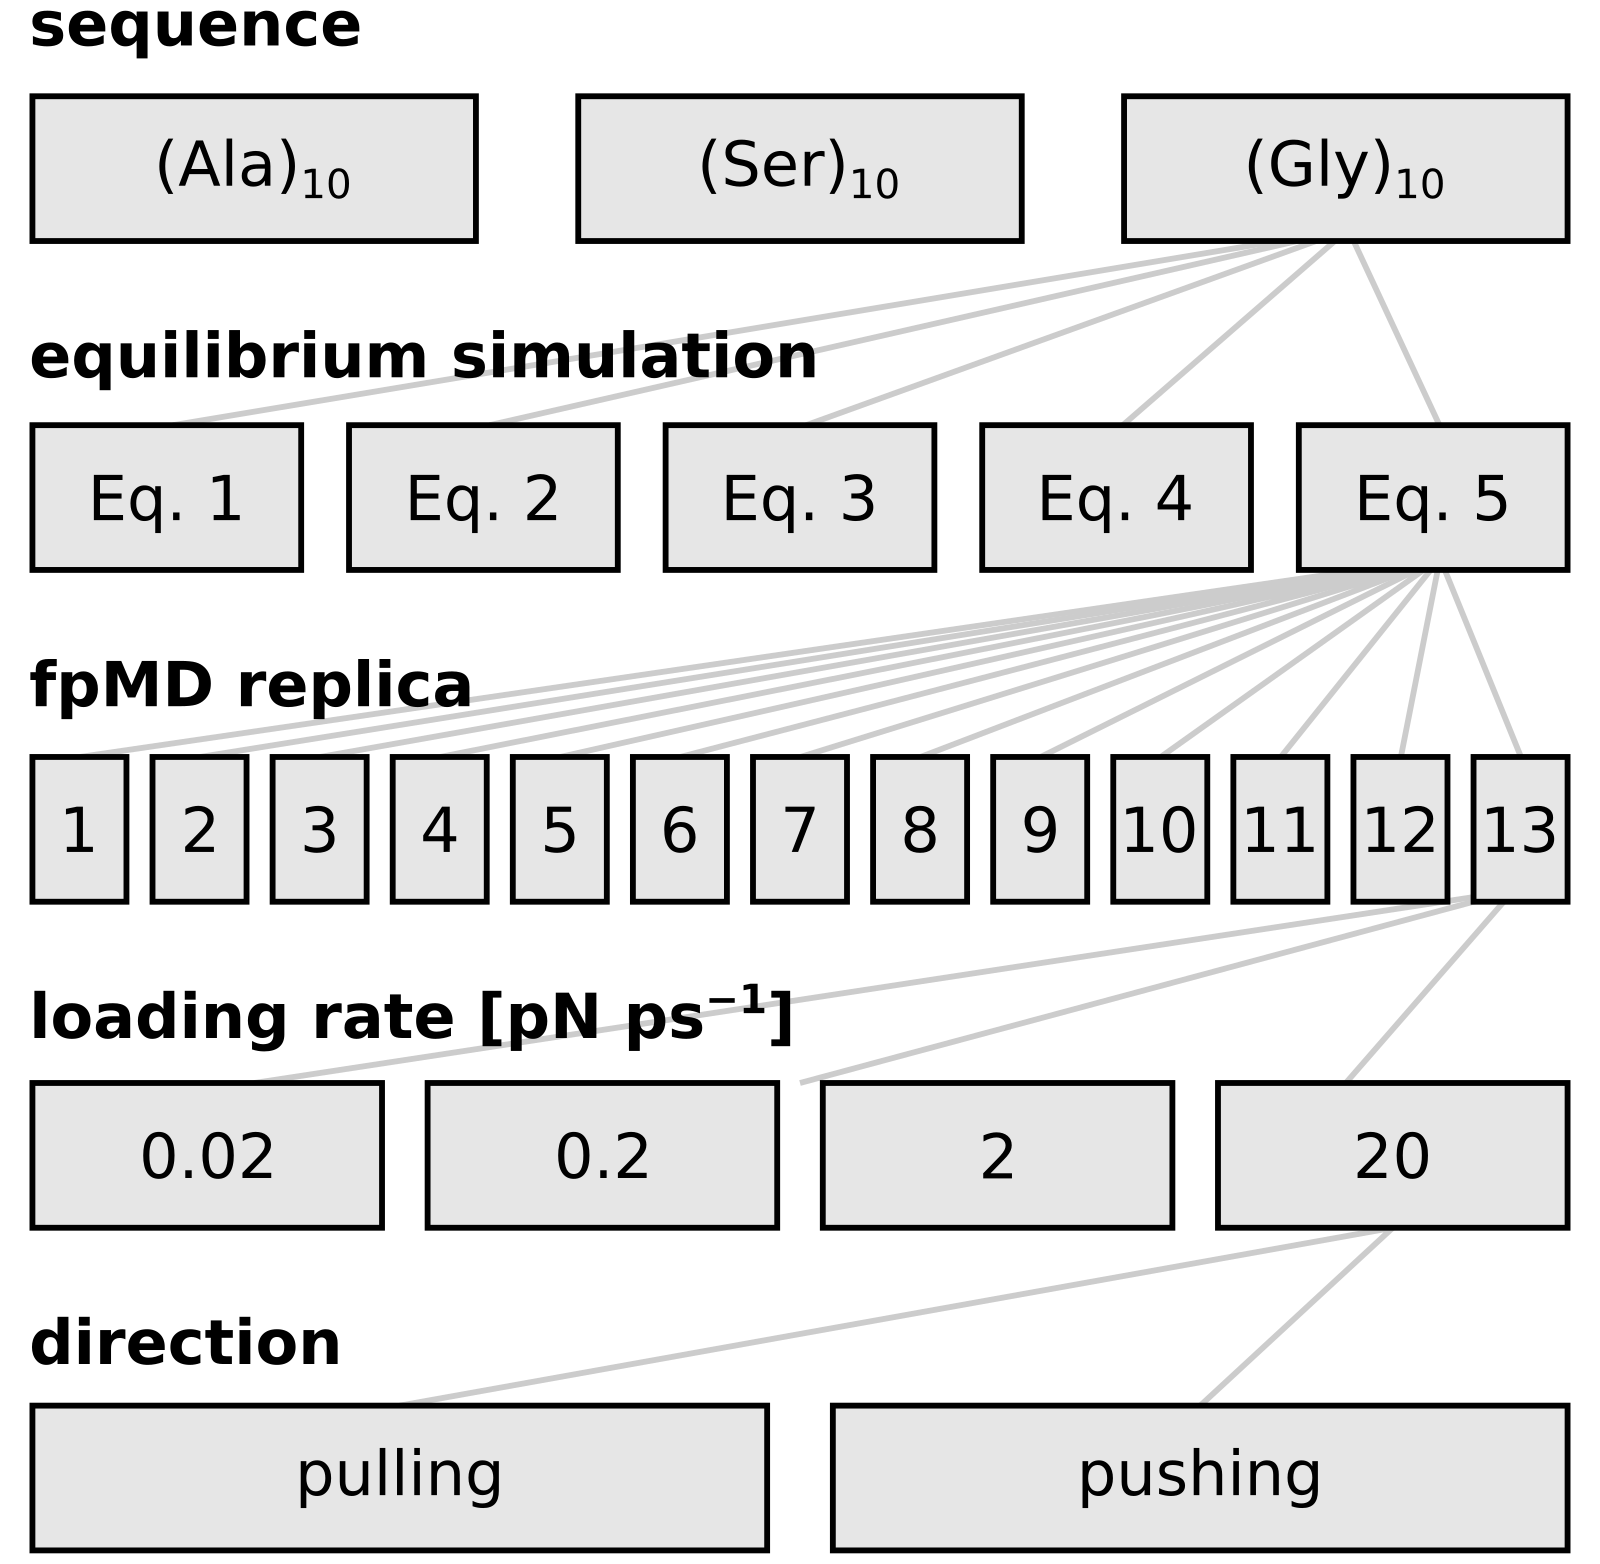 sequence
(Ala)₁₀ (Ser)₁₀ (Gly)₁₀
equilibrium simulation
Eq. 1 Eq. 2 Eq. 3 Eq. 4 Eq. 5
fpMD replica
1 2 3 4 5 6 7 8 9 10 11 12 13
loading rate [pN ps⁻¹]
0.02 0.2 2 20
direction
pulling pushing